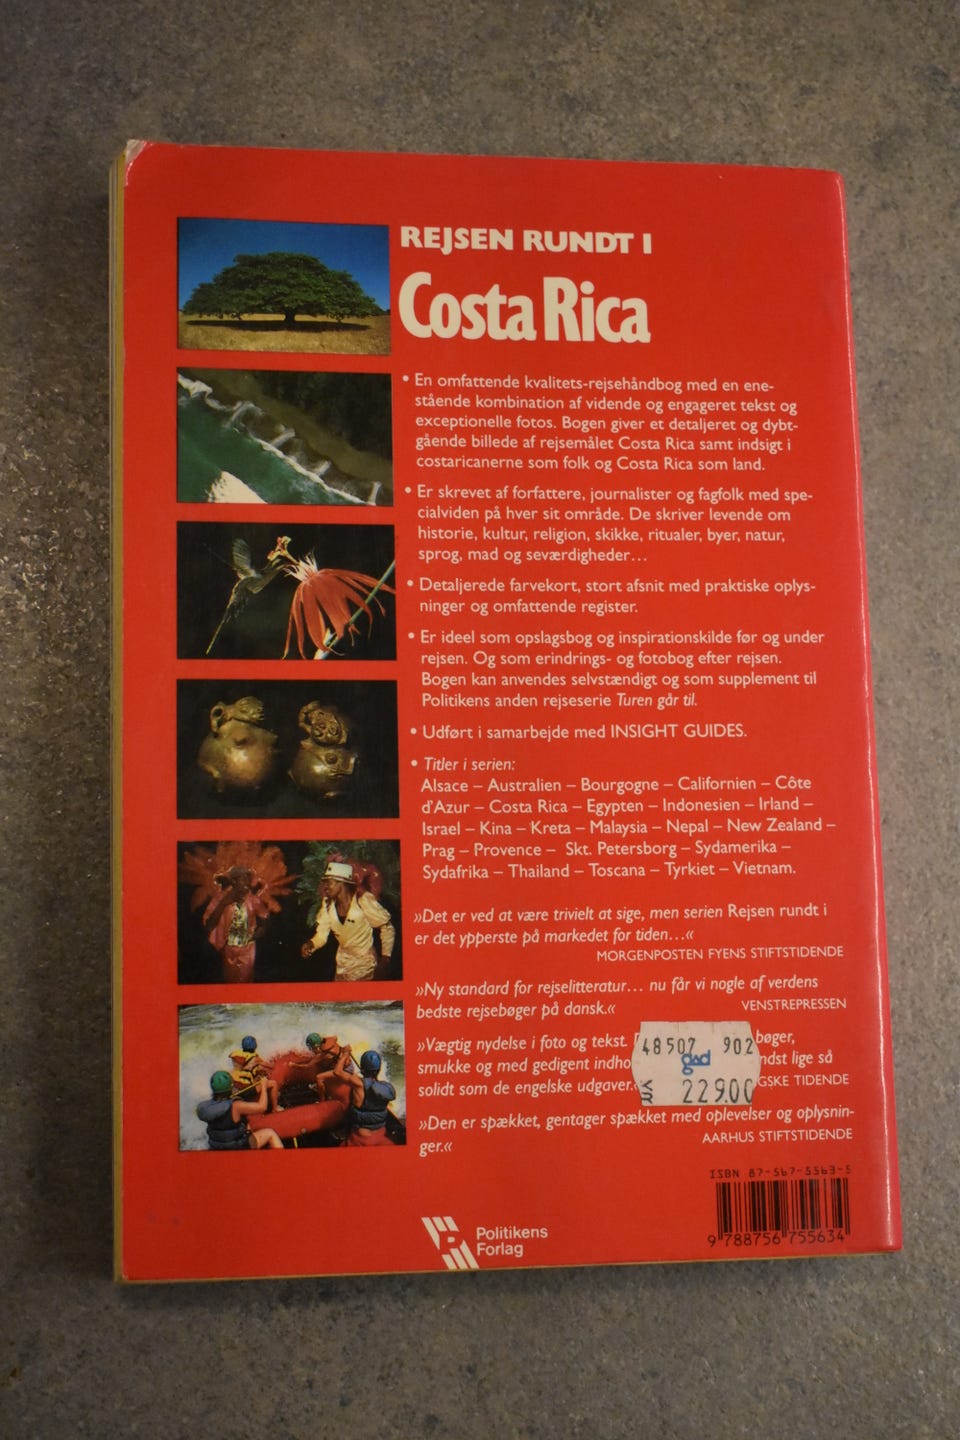 REJSEN RUNDT I
Costa Rica
• En omfattende kvalitets-rejsehåndbog med en ene-
stående kombination af vidende og engageret tekst og
exceptionelle fotos. Bogen giver et detaljeret og dybt-
gående billede af rejsemålet Costa Rica samt indsigt i
costaricanerne som folk og Costa Rica som land.
• Er skrevet af forfattere, journalister og fagfolk med spe-
cialviden på hver sit område. De skriver levende om
historie, kultur, religion, skikke, ritualer, byer, natur,
sprog, mad og seværdigheder...
• Detaljerede farvekort, stort afsnit med praktiske oplys-
ninger og omfattende register.
• Er ideel som opslagsbog og inspirationskilde før og under
rejsen. Og som erindrings- og fotobog efter rejsen.
Bogen kan anvendes selvstændigt og som supplement til
Politikens anden rejseserie Turen går til.
• Udført i samarbejde med INSIGHT GUIDES.
• Titler i serien:
Alsace – Australien – Bourgogne – Californien – Côte
d'Azur – Costa Rica – Egypten – Indonesien – Irland –
Israel – Kina – Kreta – Malaysia – Nepal – New Zealand –
Prag – Provence – Skt. Petersborg – Sydamerika –
Sydafrika – Thailand – Toscana – Tyrkiet – Vietnam.
»Det er ved at være trivielt at sige, men serien Rejsen rundt i
er det ypperste på markedet for tiden...«
MORGENPOSTEN FYENS STIFTSTIDENDE
»Ny standard for rejselitteratur... nu får vi nogle af verdens
bedste rejsebøger på dansk.«
VENSTREPRESSEN
»Vægtig nydelse i foto og tekst. bøger,
smukke og med gedigent indho ndst lige så
solidt som de engelske udgaver.
GSKE TIDENDE
48507 902
gad
229.00
»Den er spækket, gentager spækket med oplevelser og oplysnin-
ger.«
AARHUS STIFTSTIDENDE
ISBN 87-567-5563-5
9 788756 755634
Politikens
Forlag